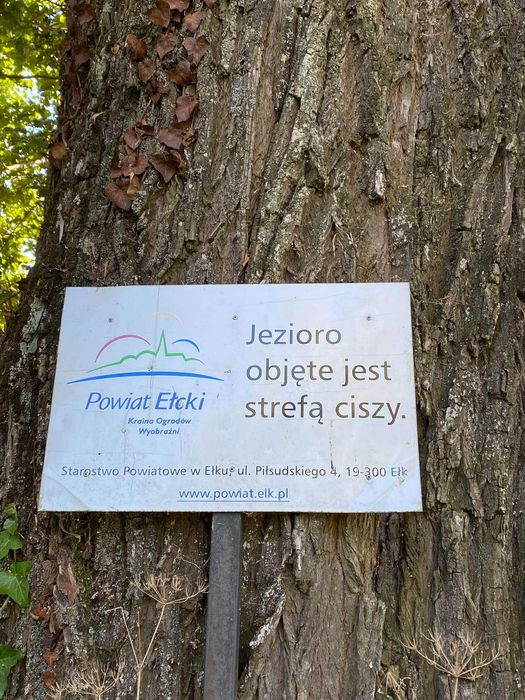 Jezioro
objęte jest
strefą ciszy.
Powiat Ełcki
Kraina Ogrodów
Wyobraźni
Starostwo Powiatowe w Ełku, ul. Piłsudskiego 4, 19-300 Ełk
www.powiat.elk.pl